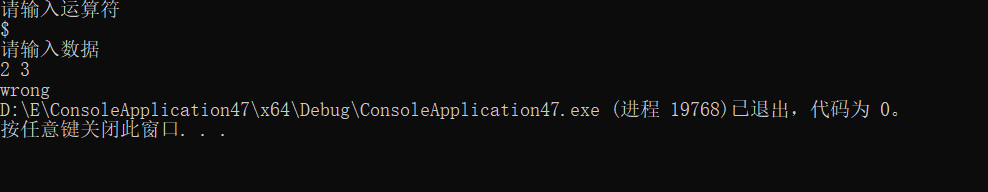 请输入运算符
$
请输入数据
2 3
wrong
D:\E\ConsoleApplication47\x64\Debug\ConsoleApplication47.exe (进程 19768)已退出，代码为 0。
按任意键关闭此窗口. . .